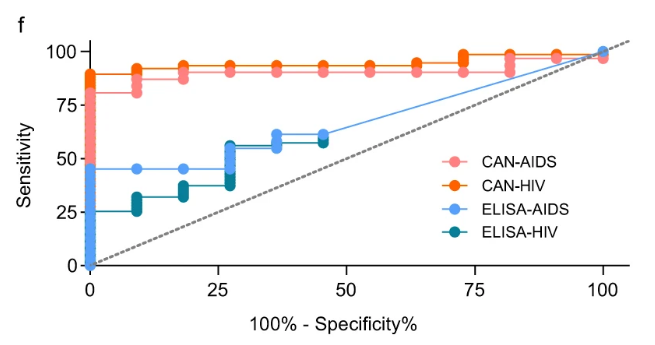 f
100
75
50
25
0
Sensitivity
CAN-AIDS
CAN-HIV
ELISA-AIDS
ELISA-HIV
0 25 50 75 100
100% - Specificity%